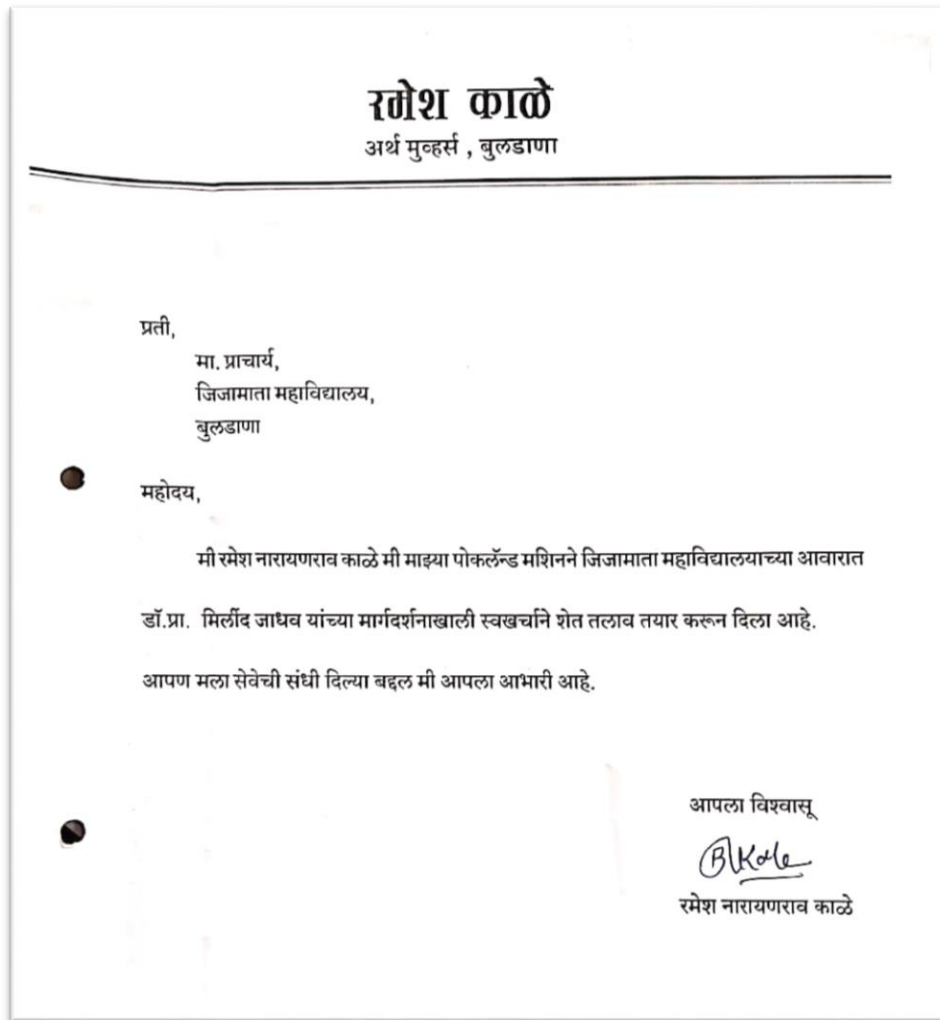 रमेश काळे
अर्थ मुव्हर्स , बुलडाणा
प्रती,
मा. प्राचार्य,
जिजामाता महाविद्यालय,
बुलडाणा
महोदय,
मी रमेश नारायणराव काळे मी माझ्या पोकलॅन्ड मशिनने जिजामाता महाविद्यालयाच्या आवारात
डॉ.प्रा. मिर्लीद जाधव यांच्या मार्गदर्शनाखाली स्वखर्चाने शेत तलाव तयार करून दिला आहे.
आपण मला सेवेची संधी दिल्या बद्दल मी आपला आभारी आहे.
आपला विश्वासू
रमेश नारायणराव काळे